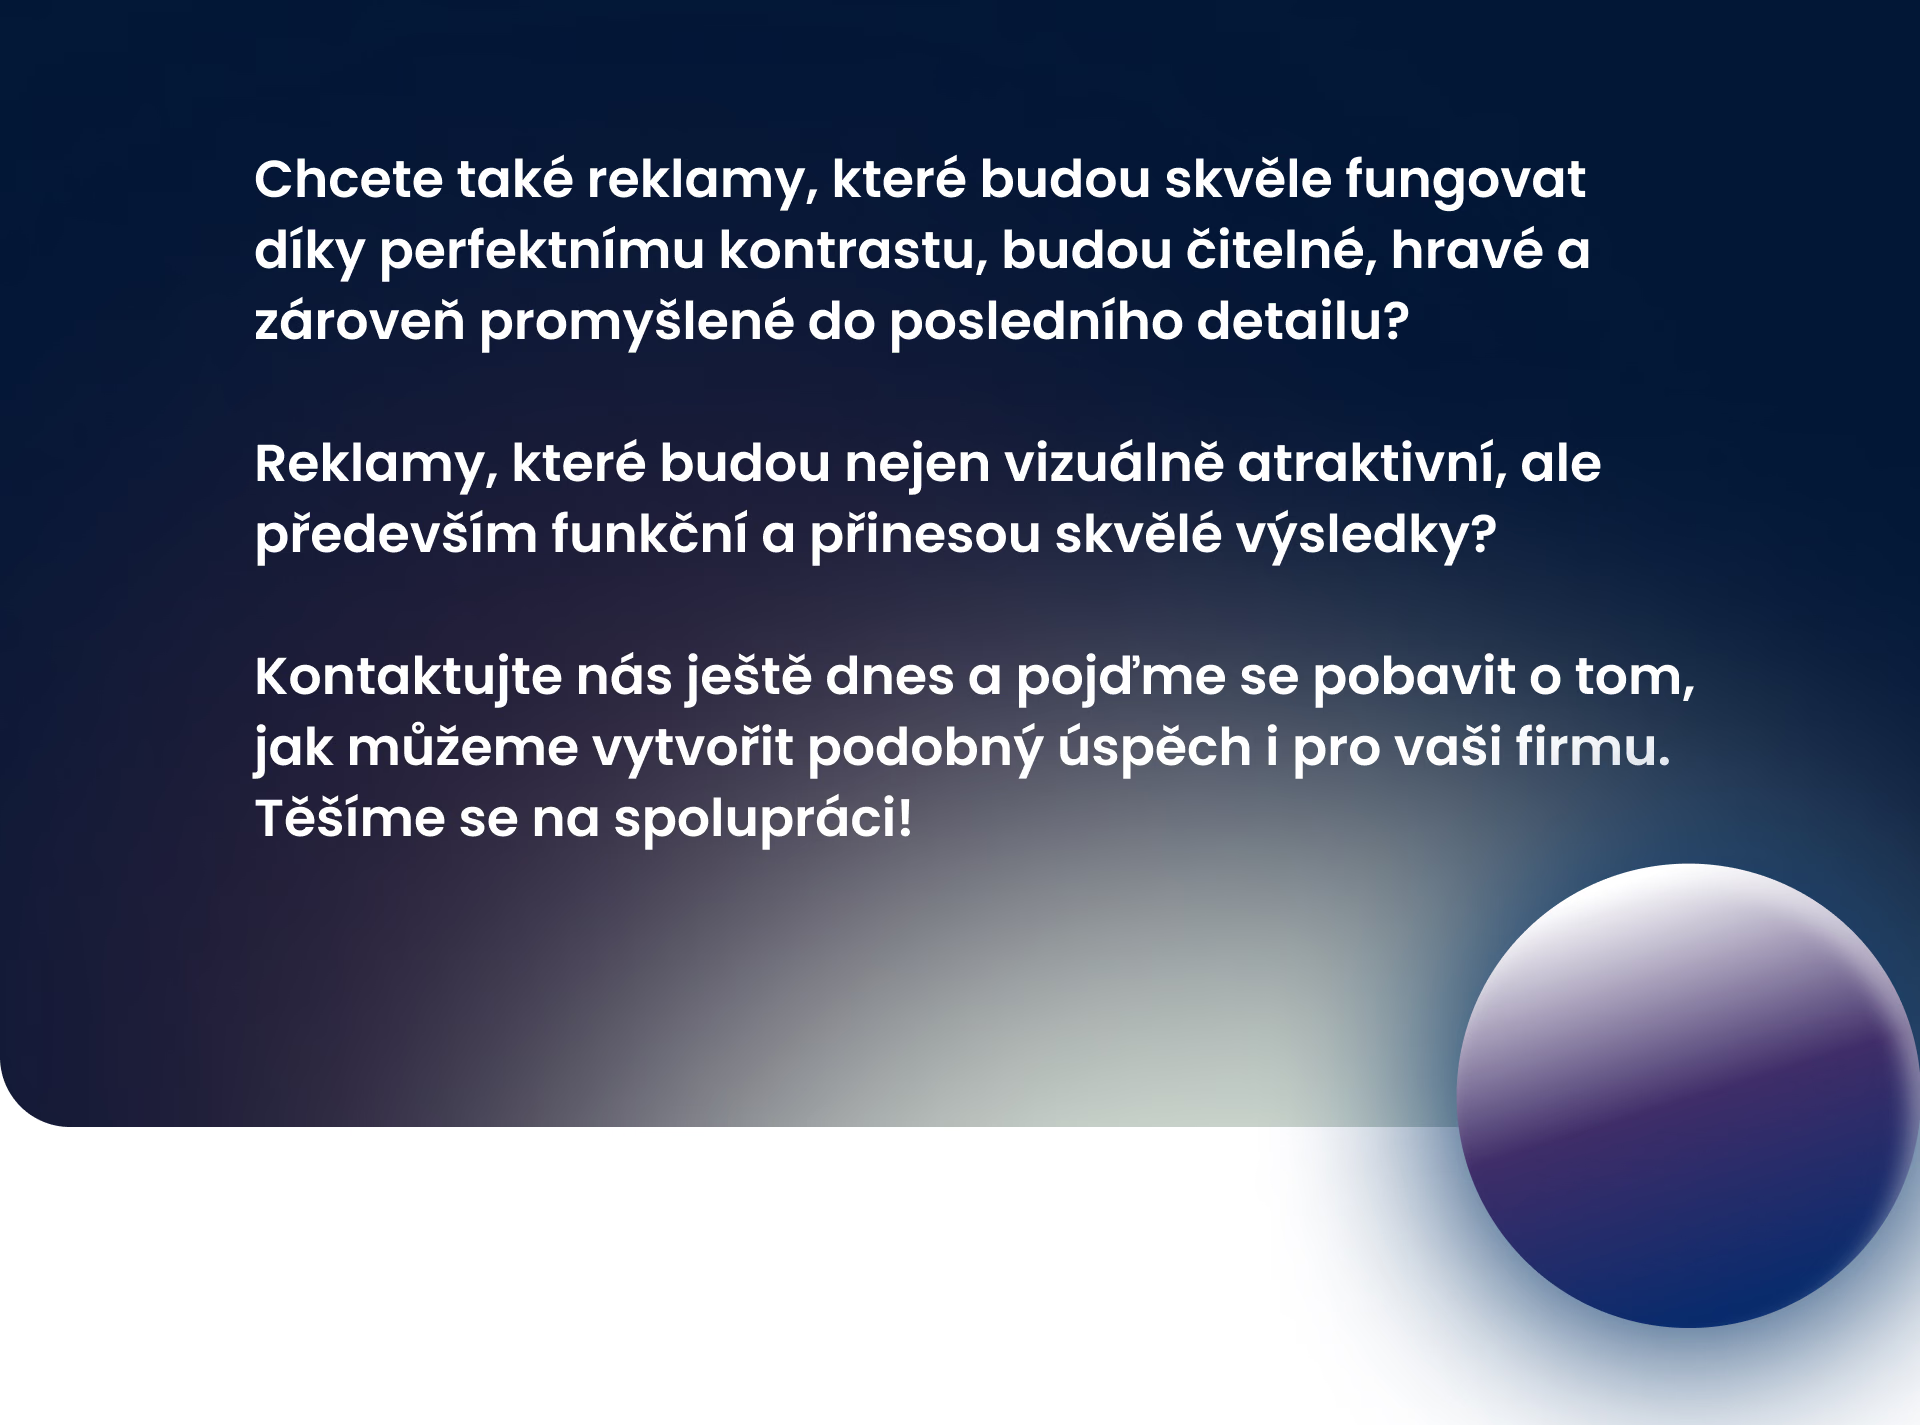 Chcete také reklamy, které budou skvěle fungovat
díky perfektnímu kontrastu, budou čitelné, hravé a
zároveň promyšlené do posledního detailu?
Reklamy, které budou nejen vizuálně atraktivní, ale
především funkční a přinesou skvělé výsledky?
Kontaktujte nás ještě dnes a pojďme se pobavit o tom,
jak můžeme vytvořit podobný úspěch i pro vaši firmu.
Těšíme se na spolupráci!